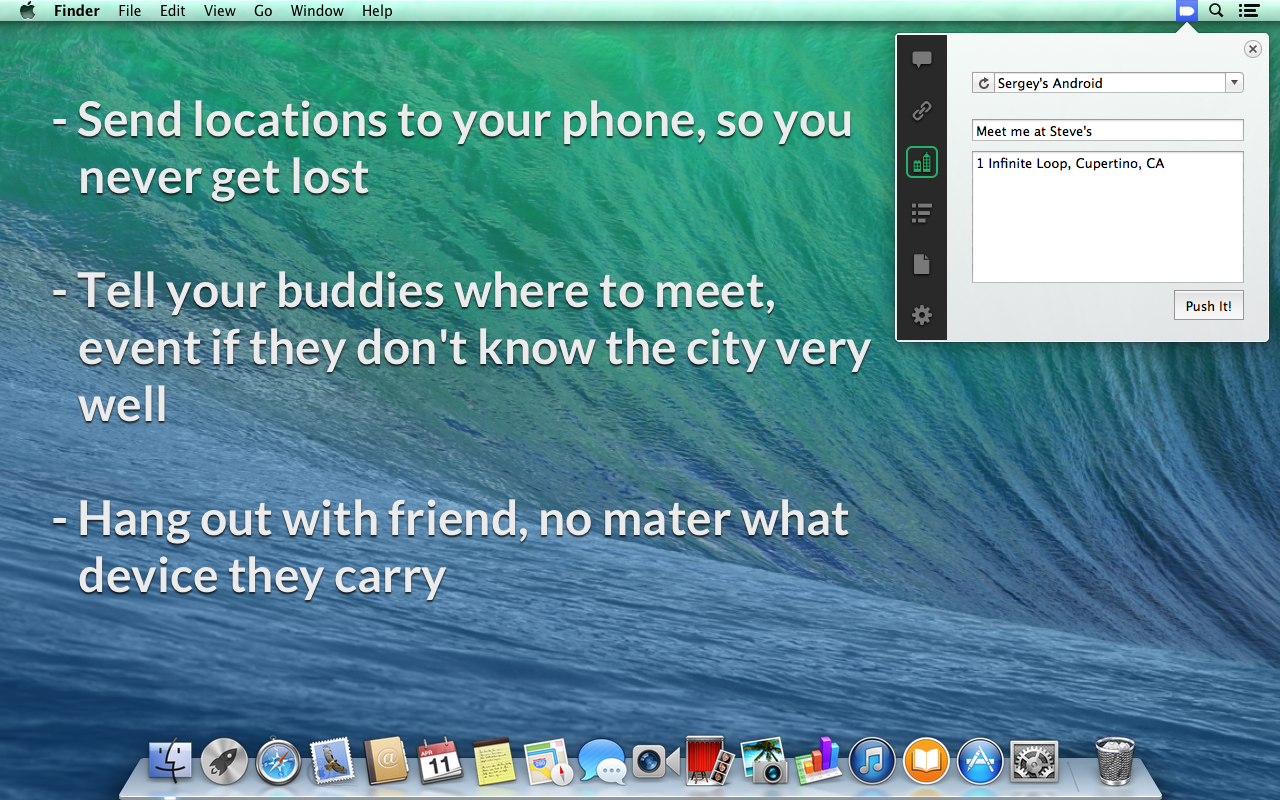 Finder File Edit View Go Window Help
- Send locations to your phone, so you
never get lost
- Tell your buddies where to meet,
event if they don't know the city very
well
- Hang out with friend, no mater what
device they carry
Sergey's Android
Meet me at Steve's
1 Infinite Loop, Cupertino, CA
Push It!
APR
11
280